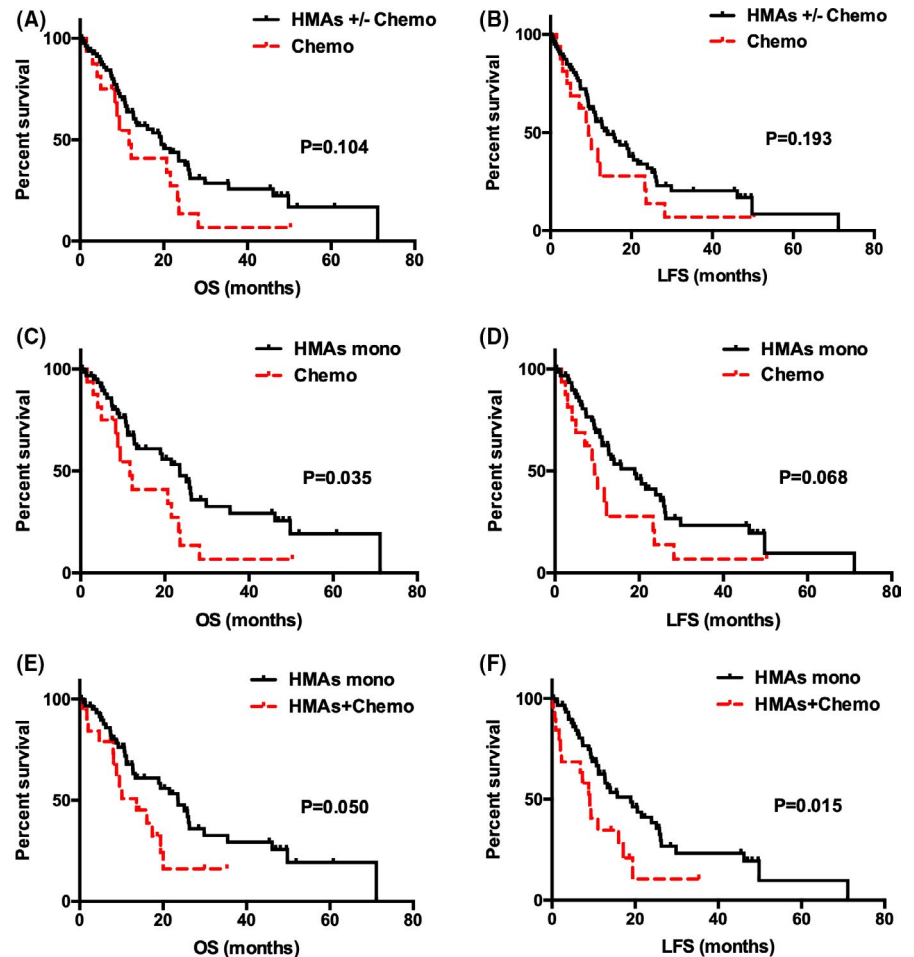 (A)
HMAs +/- Chemo
Chemo
100
50
0
Percent survival
P=0.104
0 20 40 60 80
OS (months)
(B)
HMAs +/- Chemo
Chemo
100
50
0
Percent survival
P=0.193
0 20 40 60 80
LFS (months)
(C)
HMAs mono
Chemo
100
50
0
Percent survival
P=0.035
0 20 40 60 80
OS (months)
(D)
HMAs mono
Chemo
100
50
0
Percent survival
P=0.068
0 20 40 60 80
LFS (months)
(E)
HMAs mono
HMAs+Chemo
100
50
0
Percent survival
P=0.050
0 20 40 60 80
OS (months)
(F)
HMAs mono
HMAs+Chemo
100
50
0
Percent survival
P=0.015
0 20 40 60 80
LFS (months)